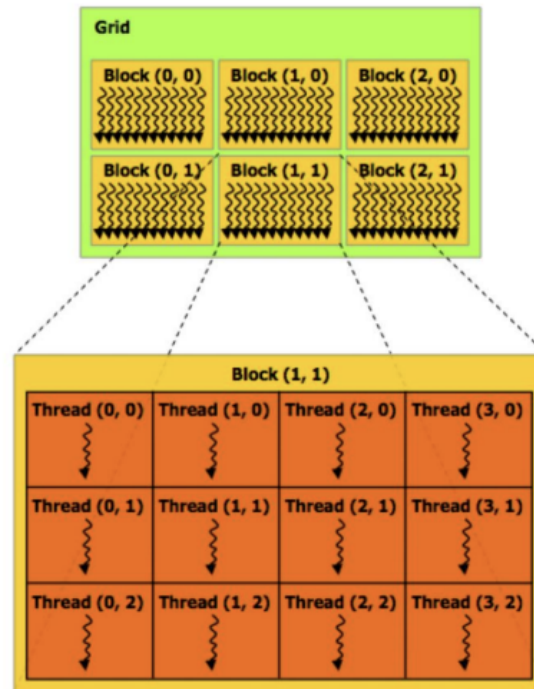 Grid
Block (0, 0) Block (1, 0) Block (2, 0)
Block (0, 1) Block (1, 1) Block (2, 1)
Block (1, 1)
Thread (0, 0) Thread (1, 0) Thread (2, 0) Thread (3, 0)
Thread (0, 1) Thread (1, 1) Thread (2, 1) Thread (3, 1)
Thread (0, 2) Thread (1, 2) Thread (2, 2) Thread (3, 2)